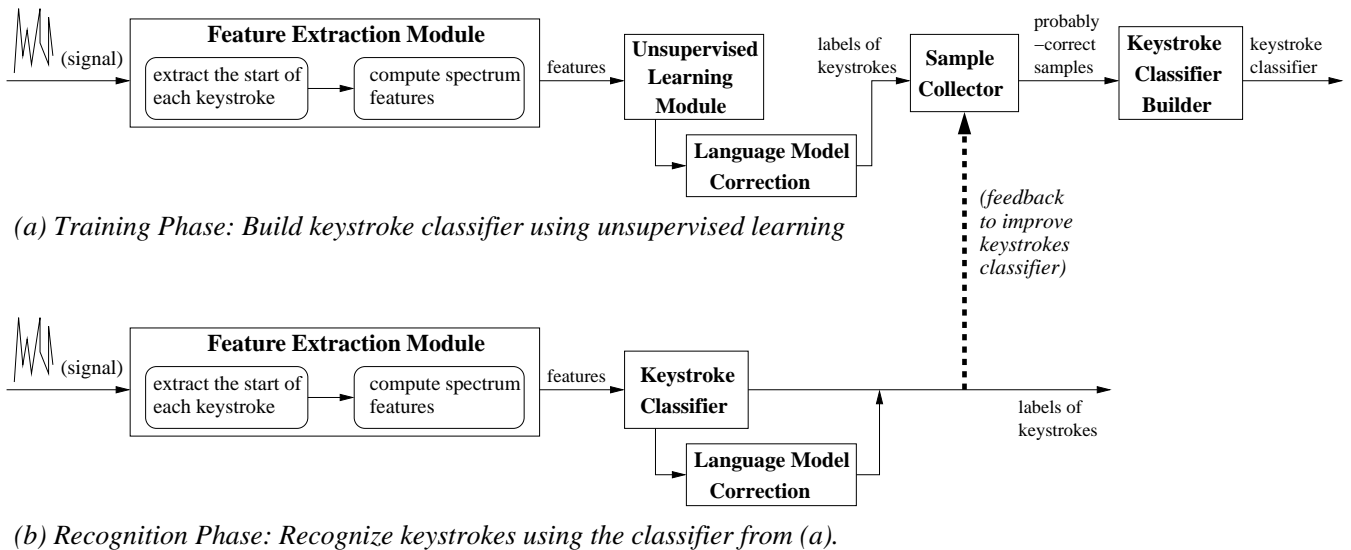 (signal)
Feature Extraction Module
extract the start of
each keystroke
compute spectrum
features
features
Unsupervised
Learning
Module
Language Model
Correction
labels of
keystrokes
Sample
Collector
probably
−correct
samples
Keystroke
Classifier
Builder
keystroke
classifier
(a) Training Phase: Build keystroke classifier using unsupervised learning
(feedback
to improve
keystrokes
classifier)
(signal)
Feature Extraction Module
extract the start of
each keystroke
compute spectrum
features
features
Keystroke
Classifier
Language Model
Correction
labels of
keystrokes
(b) Recognition Phase: Recognize keystrokes using the classifier from (a).